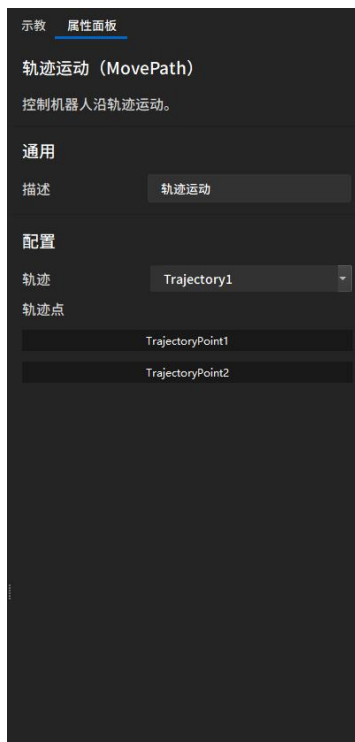 示教 属性面板
轨迹运动（MovePath）
控制机器人沿轨迹运动。
通用
描述 轨迹运动
配置
轨迹 Trajectory1
轨迹点
TrajectoryPoint1
TrajectoryPoint2